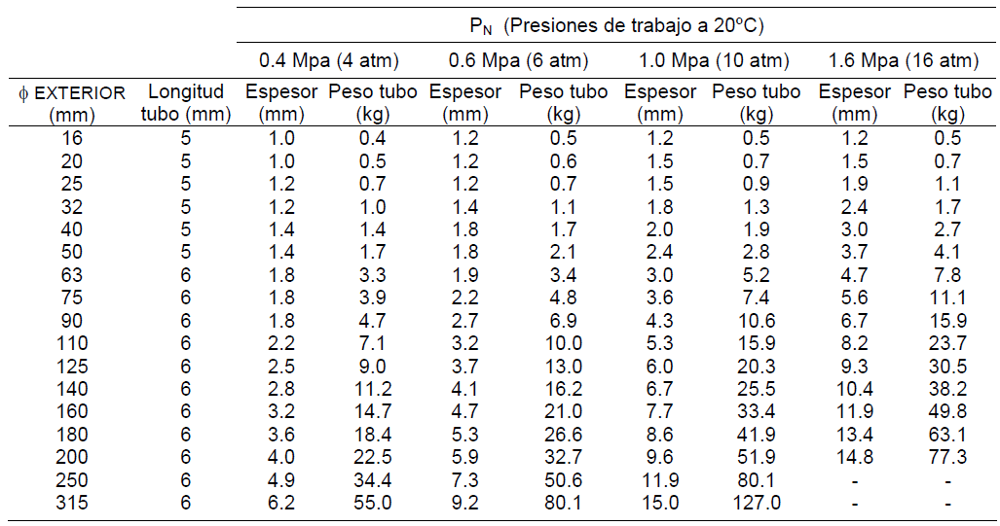 P_N (Presiones de trabajo a 20ºC)
0.4 Mpa (4 atm) 0.6 Mpa (6 atm) 1.0 Mpa (10 atm) 1.6 Mpa (16 atm)
ϕ EXTERIOR Longitud Espesor Peso tubo Espesor Peso tubo Espesor Peso tubo Espesor Peso tubo
(mm) tubo (mm) (mm) (kg) (mm) (kg) (mm) (kg) (mm) (kg)
16 5 1.0 0.4 1.2 0.5 1.2 0.5 1.2 0.5
20 5 1.0 0.5 1.2 0.6 1.5 0.7 1.5 0.7
25 5 1.2 0.7 1.2 0.7 1.5 0.9 1.9 1.1
32 5 1.2 1.0 1.4 1.1 1.8 1.3 2.4 1.7
40 5 1.4 1.4 1.8 1.7 2.0 1.9 3.0 2.7
50 5 1.4 1.7 1.8 2.1 2.4 2.8 3.7 4.1
63 6 1.8 3.3 1.9 3.4 3.0 5.2 4.7 7.8
75 6 1.8 3.9 2.2 4.8 3.6 7.4 5.6 11.1
90 6 1.8 4.7 2.7 6.9 4.3 10.6 6.7 15.9
110 6 2.2 7.1 3.2 10.0 5.3 15.9 8.2 23.7
125 6 2.5 9.0 3.7 13.0 6.0 20.3 9.3 30.5
140 6 2.8 11.2 4.1 16.2 6.7 25.5 10.4 38.2
160 6 3.2 14.7 4.7 21.0 7.7 33.4 11.9 49.8
180 6 3.6 18.4 5.3 26.6 8.6 41.9 13.4 63.1
200 6 4.0 22.5 5.9 32.7 9.6 51.9 14.8 77.3
250 6 4.9 34.4 7.3 50.6 11.9 80.1 - -
315 6 6.2 55.0 9.2 80.1 15.0 127.0 - -